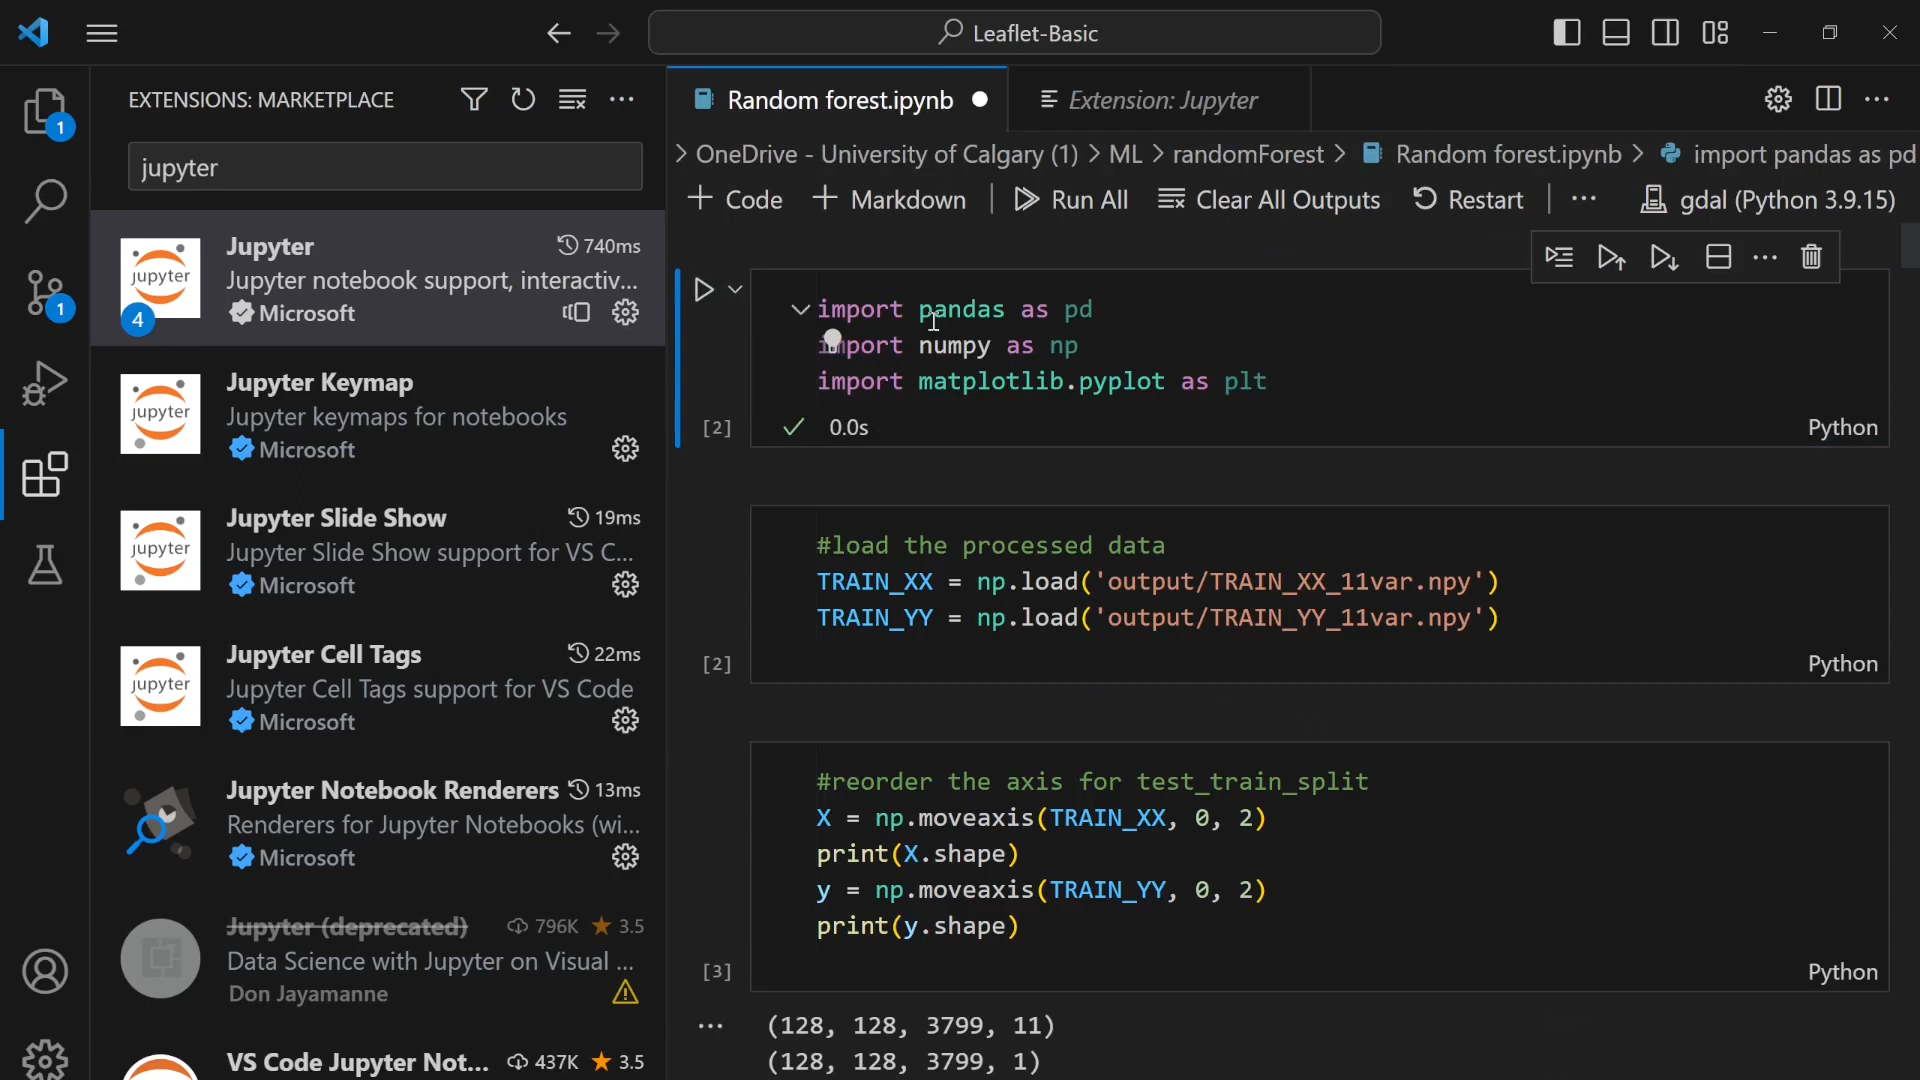 Leaflet-Basic
EXTENSIONS: MARKETPLACE
jupyter
1
1
Jupyter 740ms
Jupyter notebook support, interactiv...
Microsoft
4
jupyter
Jupyter Keymap
Jupyter keymaps for notebooks
Microsoft
jupyter
Jupyter Slide Show 19ms
Jupyter Slide Show support for VS C...
Microsoft
jupyter
Jupyter Cell Tags 22ms
Jupyter Cell Tags support for VS Code
Microsoft
jupyter
Jupyter Notebook Renderers 13ms
Renderers for Jupyter Notebooks (wi...
Microsoft
Jupyter (deprecated) 796K 3.5
Data Science with Jupyter on Visual ...
Don Jayamanne
VS Code Jupyter Not... 437K 3.5
Random forest.ipynb
Extension: Jupyter
> OneDrive - University of Calgary (1) > ML > randomForest > Random forest.ipynb > import pandas as pd
+ Code + Markdown | Run All Clear All Outputs Restart | ... gdal (Python 3.9.15)
import pandas as pd
import numpy as np
import matplotlib.pyplot as plt
[2] ✓ 0.0s Python
#load the processed data
TRAIN_XX = np.load('output/TRAIN_XX_11var.npy')
TRAIN_YY = np.load('output/TRAIN_YY_11var.npy')
[2] Python
#reorder the axis for test_train_split
X = np.moveaxis(TRAIN_XX, 0, 2)
print(X.shape)
y = np.moveaxis(TRAIN_YY, 0, 2)
print(y.shape)
[3] Python
... (128, 128, 3799, 11)
(128, 128, 3799, 1)